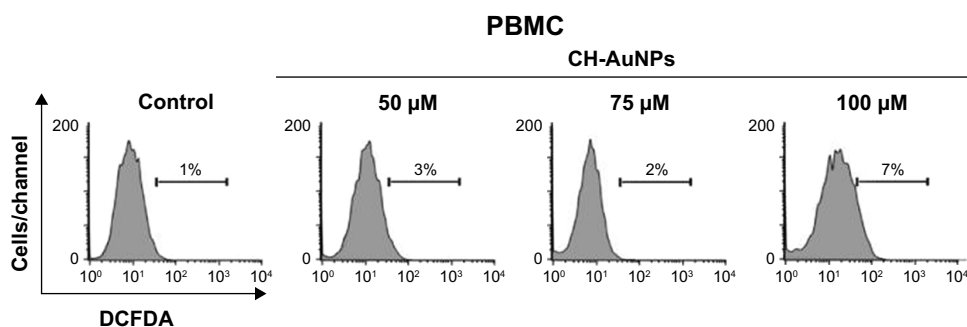 PBMC
CH-AuNPs
Control 50 µM 75 µM 100 µM
Cells/channel
200 200 200 200
1% 3% 2% 7%
0 0 0 0
10⁰ 10¹ 10² 10³ 10⁴ 10⁰ 10¹ 10² 10³ 10⁴ 10⁰ 10¹ 10² 10³ 10⁴ 10⁰ 10¹ 10² 10³ 10⁴
DCFDA